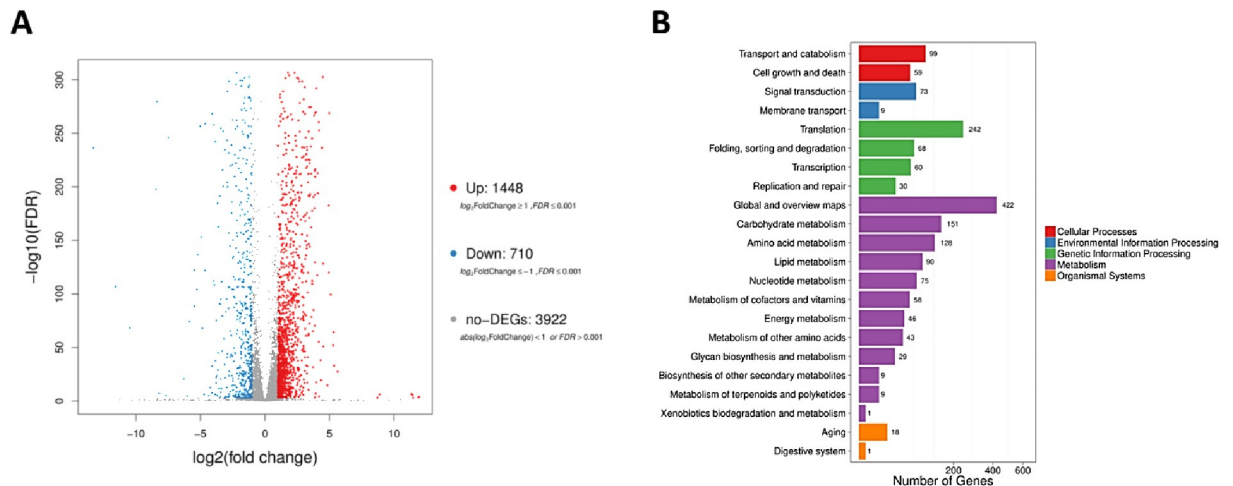 A
300
250
200
150
100
50
0
-log10(FDR)
-10 -5 0 5 10
log2(fold change)
Up: 1448
log2FoldChange ≥ 1 ,FDR ≤ 0.001
Down: 710
log2FoldChange ≤ -1 ,FDR ≤ 0.001
no-DEGs: 3922
abs(log2FoldChange) < 1 or FDR > 0.001
B
Transport and catabolism 99
Cell growth and death 59
Signal transduction 73
Membrane transport 9
Translation 242
Folding, sorting and degradation 68
Transcription 60
Replication and repair 30
Global and overview maps 422
Carbohydrate metabolism 151
Amino acid metabolism 128
Lipid metabolism 90
Nucleotide metabolism 75
Metabolism of cofactors and vitamins 58
Energy metabolism 46
Metabolism of other amino acids 43
Glycan biosynthesis and metabolism 29
Biosynthesis of other secondary metabolites 9
Metabolism of terpenoids and polyketides 9
Xenobiotics biodegradation and metabolism 1
Aging 18
Digestive system 1
200 400 600
Number of Genes
Cellular Processes
Environmental Information Processing
Genetic Information Processing
Metabolism
Organismal Systems